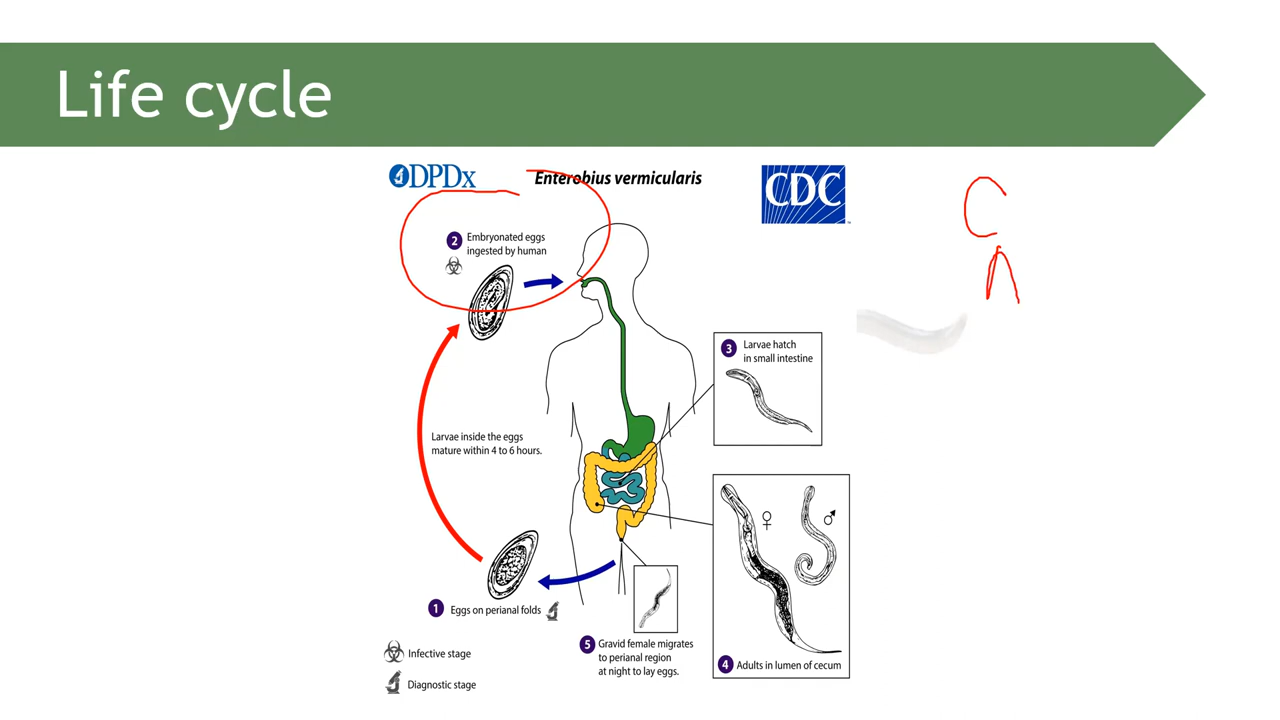 Life cycle
DPDx
Enterobius vermicularis
CDC
2
Embryonated eggs
ingested by human
3
Larvae hatch
in small intestine
Larvae inside the eggs
mature within 4 to 6 hours.
♀
♂
1
Eggs on perianal folds
5
Gravid female migrates
to perianal region
at night to lay eggs.
4
Adults in lumen of cecum
Infective stage
Diagnostic stage
C